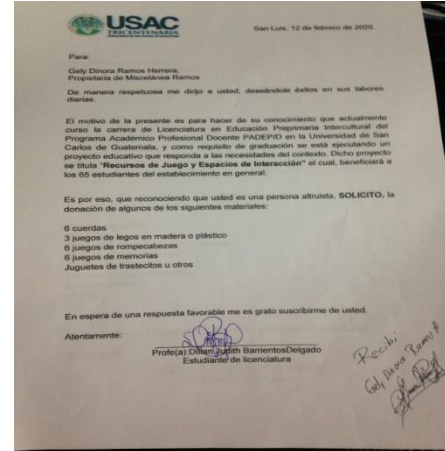 USAC
TRICENTENARIA
San Luis, 12 de febrero de 2020.
Para:
Gely Dinora Ramos Herrera,
Propietaria de Miscelánea Ramos
De manera respetuosa me dirijo a usted, deseándole éxitos en sus labores
diarias.
El motivo de la presente es para hacer de su conocimiento que actualmente
curso la carrera de Licenciatura en Educación Preprimaria Intercultural del
Programa Académico Profesional Docente PADEP/D en la Universidad de San
Carlos de Guatemala, y como requisito de graduación se está ejecutando un
proyecto educativo que responda a las necesidades del contexto. Dicho proyecto
se titula "Recursos de Juego y Espacios de Interacción" el cual, beneficiará a
los 65 estudiantes del establecimiento en general.
Es por eso, que reconociendo que usted es una persona altruista, SOLICITO, la
donación de algunos de los siguientes materiales:
6 cuerdas
3 juegos de legos en madera o plástico
6 juegos de rompecabezas
6 juegos de memorias
Juguetes de trastecitos u otros
En espera de una respuesta favorable me es grato suscribirme de usted.
Atentamente:
Profe(a):Dilian Judith BarrientosDelgado
Estudiante de licenciatura
Recibi
Gely Dinora Ramos H